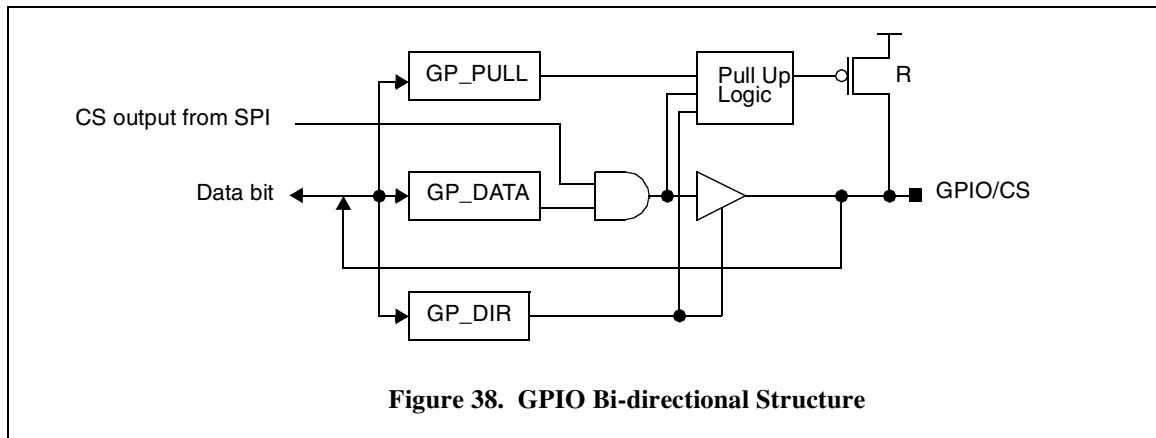 GP_PULL
Pull Up
Logic
R
CS output from SPI
Data bit
GP_DATA
GPIO/CS
GP_DIR
Figure 38. GPIO Bi-directional Structure